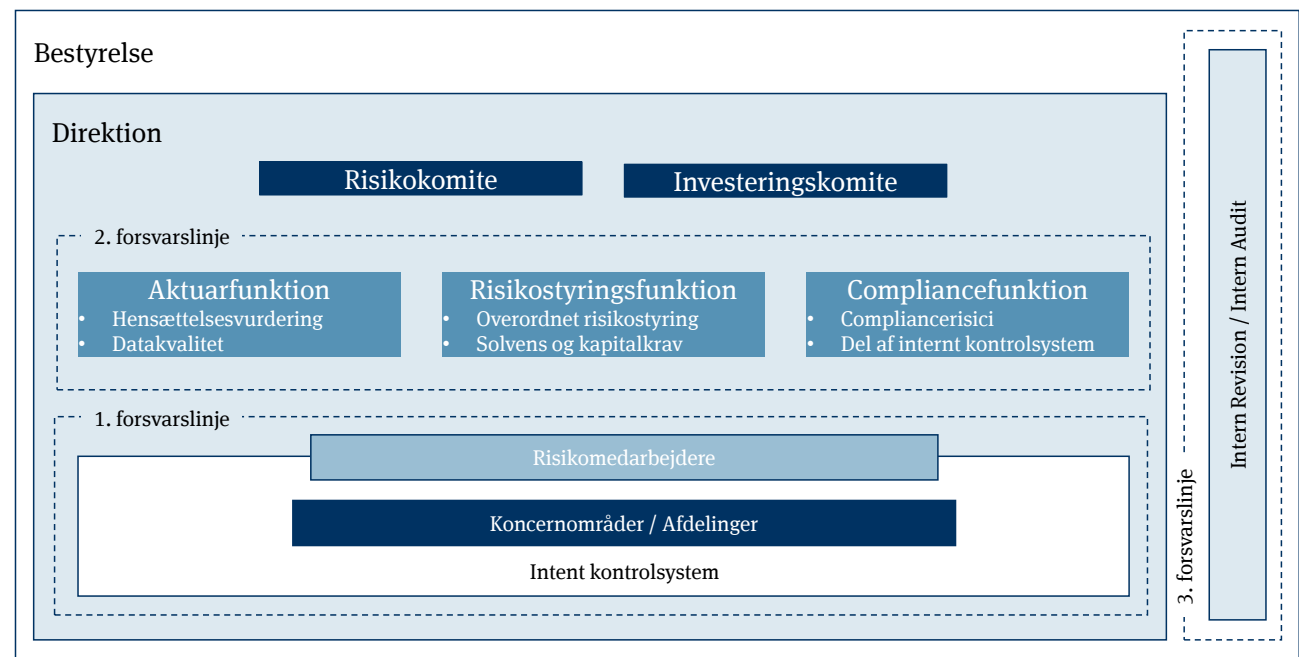 Bestyrelse
Direktion
Risikokomite
Investeringskomite
2. forsvarslinje
Aktuarfunktion
• Hensættelsesvurdering
• Datakvalitet
Risikostyringsfunktion
• Overordnet risikostyring
• Solvens og kapitalkrav
Compliancefunktion
• Compliancerisici
• Del af internt kontrolsystem
1. forsvarslinje
Risikomedarbejdere
Koncernområder / Afdelinger
Intent kontrolsystem
3. forsvarslinje
Intern Revision / Intern Audit